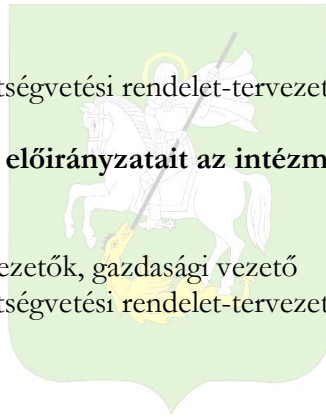 tségvetési rendelet-tervezet
előirányzatait az intézm
ezetők, gazdasági vezető
tségvetési rendelet-tervezet